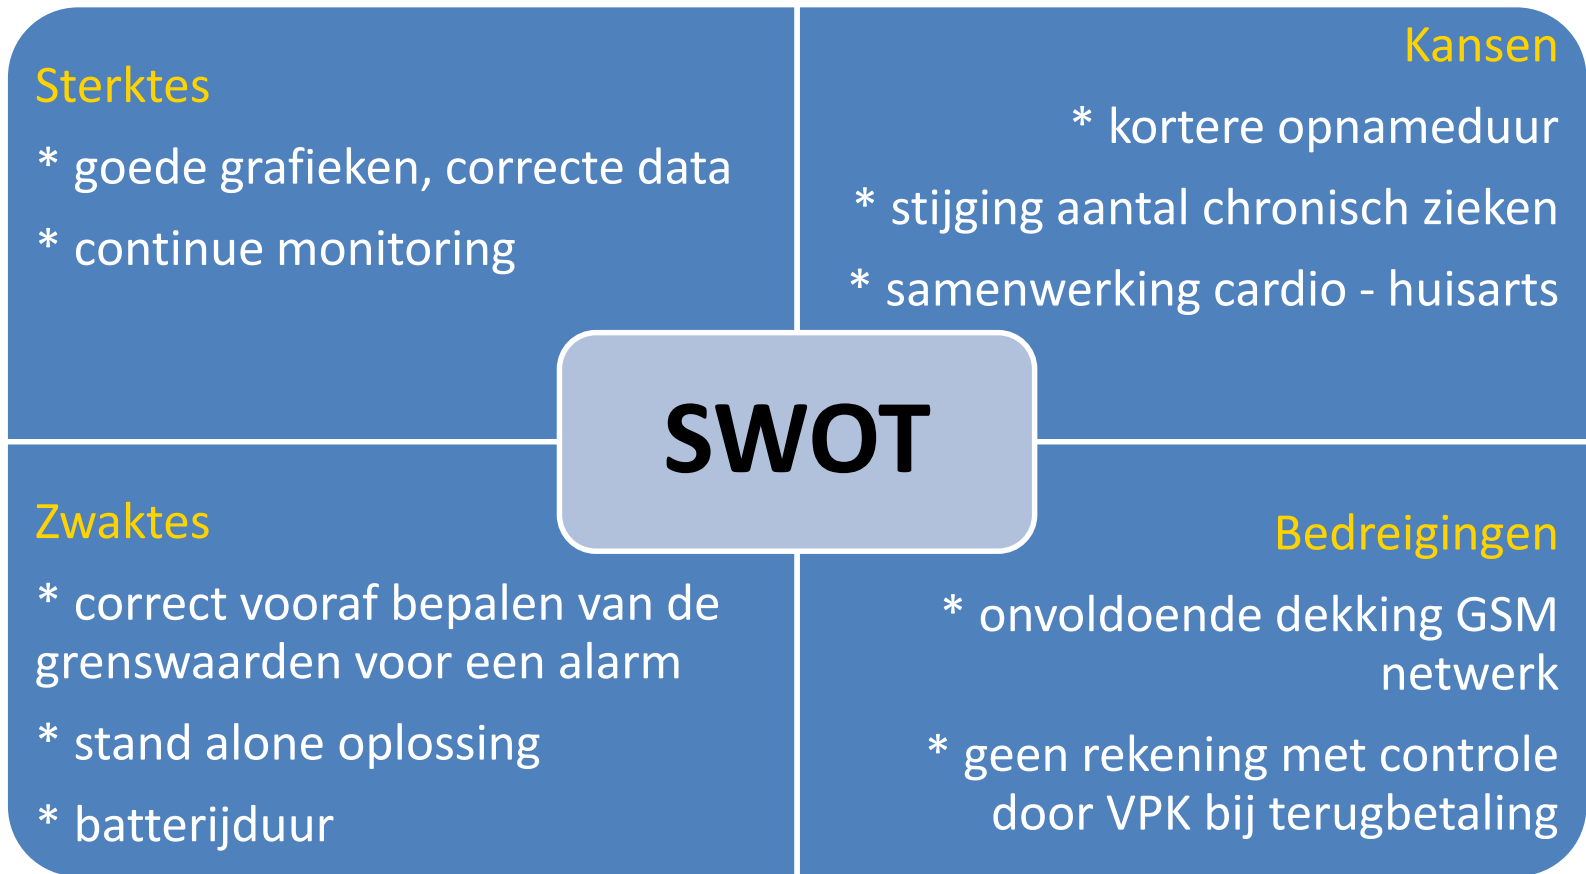 Sterktes
* goede grafieken, correcte data
* continue monitoring
Kansen
* kortere opnameduur
* stijging aantal chronisch zieken
* samenwerking cardio - huisarts
SWOT
Zwaktes
* correct vooraf bepalen van de
grenswaarden voor een alarm
* stand alone oplossing
* batterijduur
Bedreigingen
* onvoldoende dekking GSM
netwerk
* geen rekening met controle
door VPK bij terugbetaling